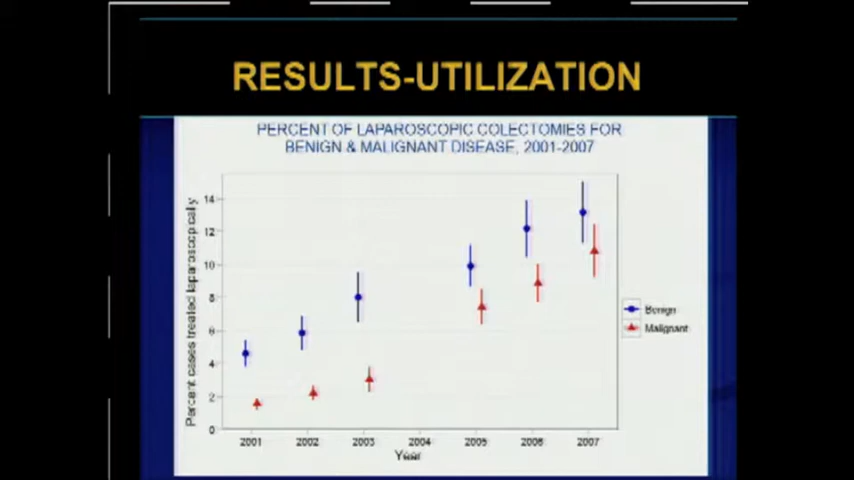 RESULTS-UTILIZATION
PERCENT OF LAPAROSCOPIC COLECTOMIES FOR
BENIGN & MALIGNANT DISEASE, 2001-2007
Percent cases treated laparoscopically
14
12
10
8
6
4
2
0
2001 2002 2003 2004 2005 2006 2007
Year
Benign
Malignant